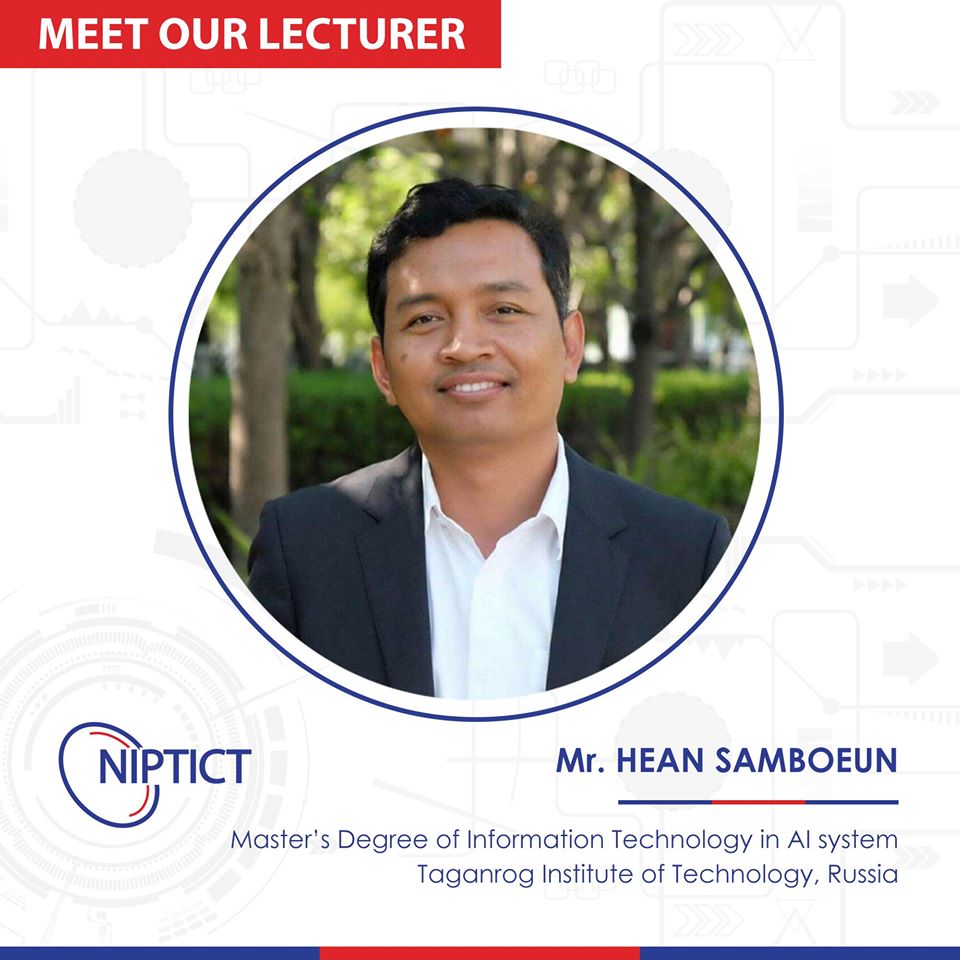 MEET OUR LECTURER
NIPTICT
Mr. HEAN SAMBOEUN
Master's Degree of Information Technology in AI system
Taganrog Institute of Technology, Russia